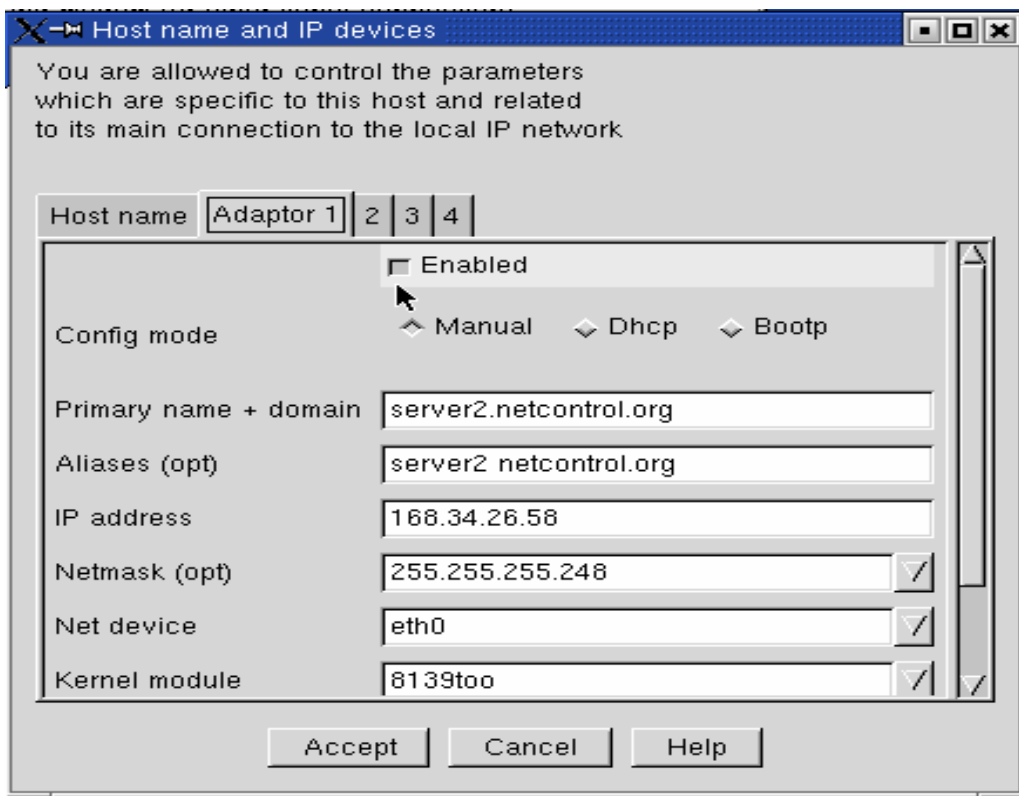 Host name and IP devices
You are allowed to control the parameters
which are specific to this host and related
to its main connection to the local IP network
Host name Adaptor 1 2 3 4
Enabled
Config mode Manual Dhcp Bootp
Primary name + domain server2.netcontrol.org
Aliases (opt) server2 netcontrol.org
IP address 168.34.26.58
Netmask (opt) 255.255.255.248
Net device eth0
Kernel module 8139too
Accept Cancel Help